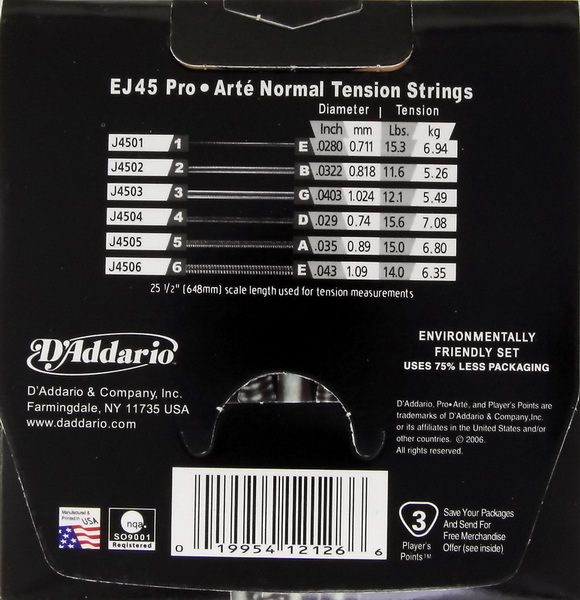 EJ45 Pro•Arté Normal Tension Strings
Diameter | Tension
Inch mm Lbs. kg
J4501 1 E .0280 0.711 15.3 6.94
J4502 2 B .0322 0.818 11.6 5.26
J4503 3 G .0403 1.024 12.1 5.49
J4504 4 D .029 0.74 15.6 7.08
J4505 5 A .035 0.89 15.0 6.80
J4506 6 E .043 1.09 14.0 6.35
25 1/2" (648mm) scale length used for tension measurements
D'Addario
D'Addario & Company, Inc.
Farmingdale, NY 11735 USA
www.daddario.com
ENVIRONMENTALLY
FRIENDLY SET
USES 75% LESS PACKAGING
D'Addario, Pro•Arté, and Player's Points are
trademarks of D'Addario & Company,Inc.
or its affiliates in the United States and/or
other countries. © 2006.
All rights reserved.
Manufactured &
Printed in USA
nqa
ISO9001
Registered
0 19954 12126 6
3
Player's
Points™
Save Your Packages
And Send For
Free Merchandise
Offer (see inside)